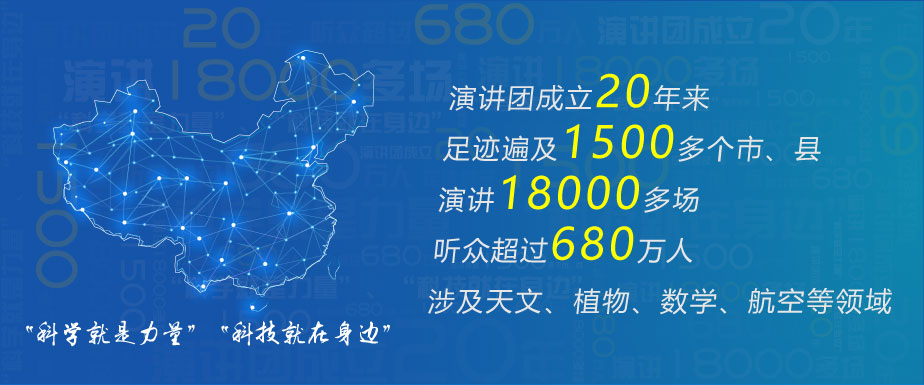 演讲团成立20年来
足迹遍及1500多个市、县
演讲18000多场
听众超过680万人
涉及天文、植物、数学、航空等领域
“科学就是力量” “科技就在身边”